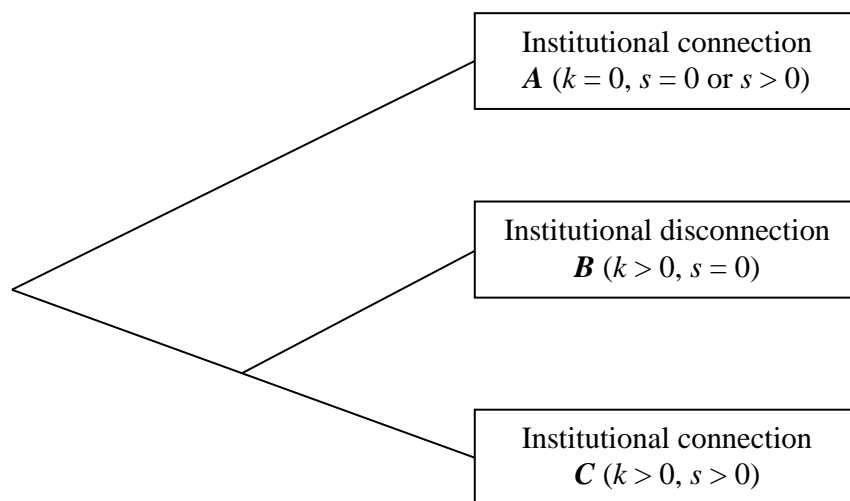 Institutional connection
A (k = 0, s = 0 or s > 0)
Institutional disconnection
B (k > 0, s = 0)
Institutional connection
C (k > 0, s > 0)